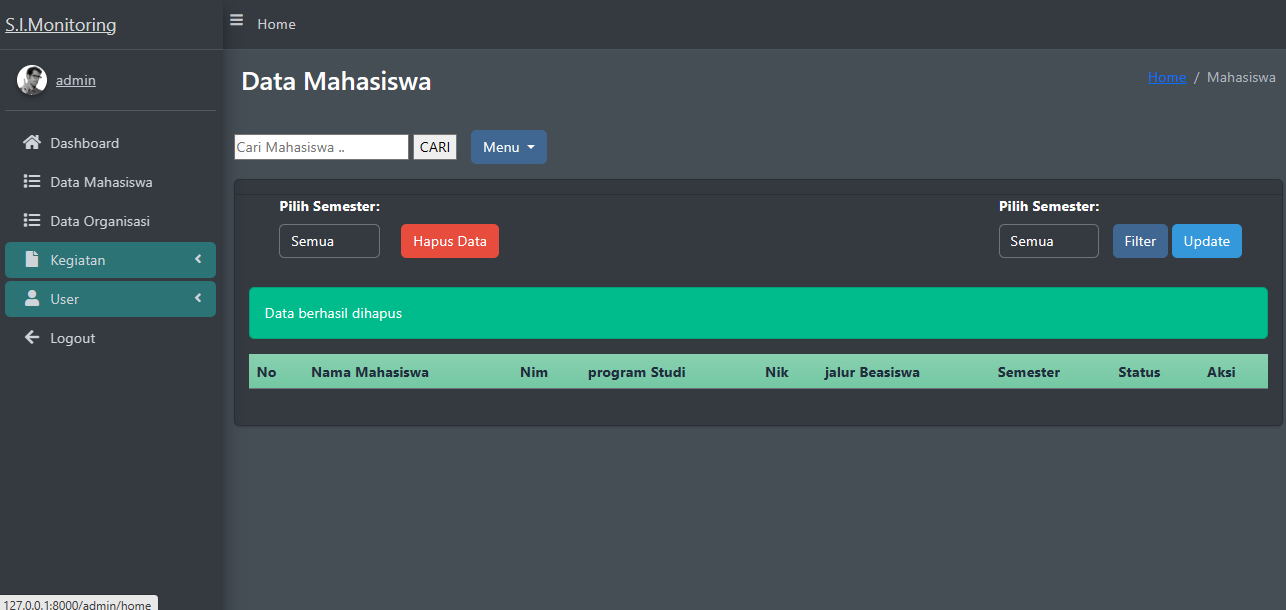 S.I.Monitoring
Home
admin
Data Mahasiswa
Home / Mahasiswa
Dashboard
Data Mahasiswa
Data Organisasi
Kegiatan
User
Logout
Cari Mahasiswa .. CARI Menu
Pilih Semester: Pilih Semester:
Semua Hapus Data Semua Filter Update
Data berhasil dihapus
No Nama Mahasiswa Nim program Studi Nik jalur Beasiswa Semester Status Aksi
127.0.0.1:8000/admin/home